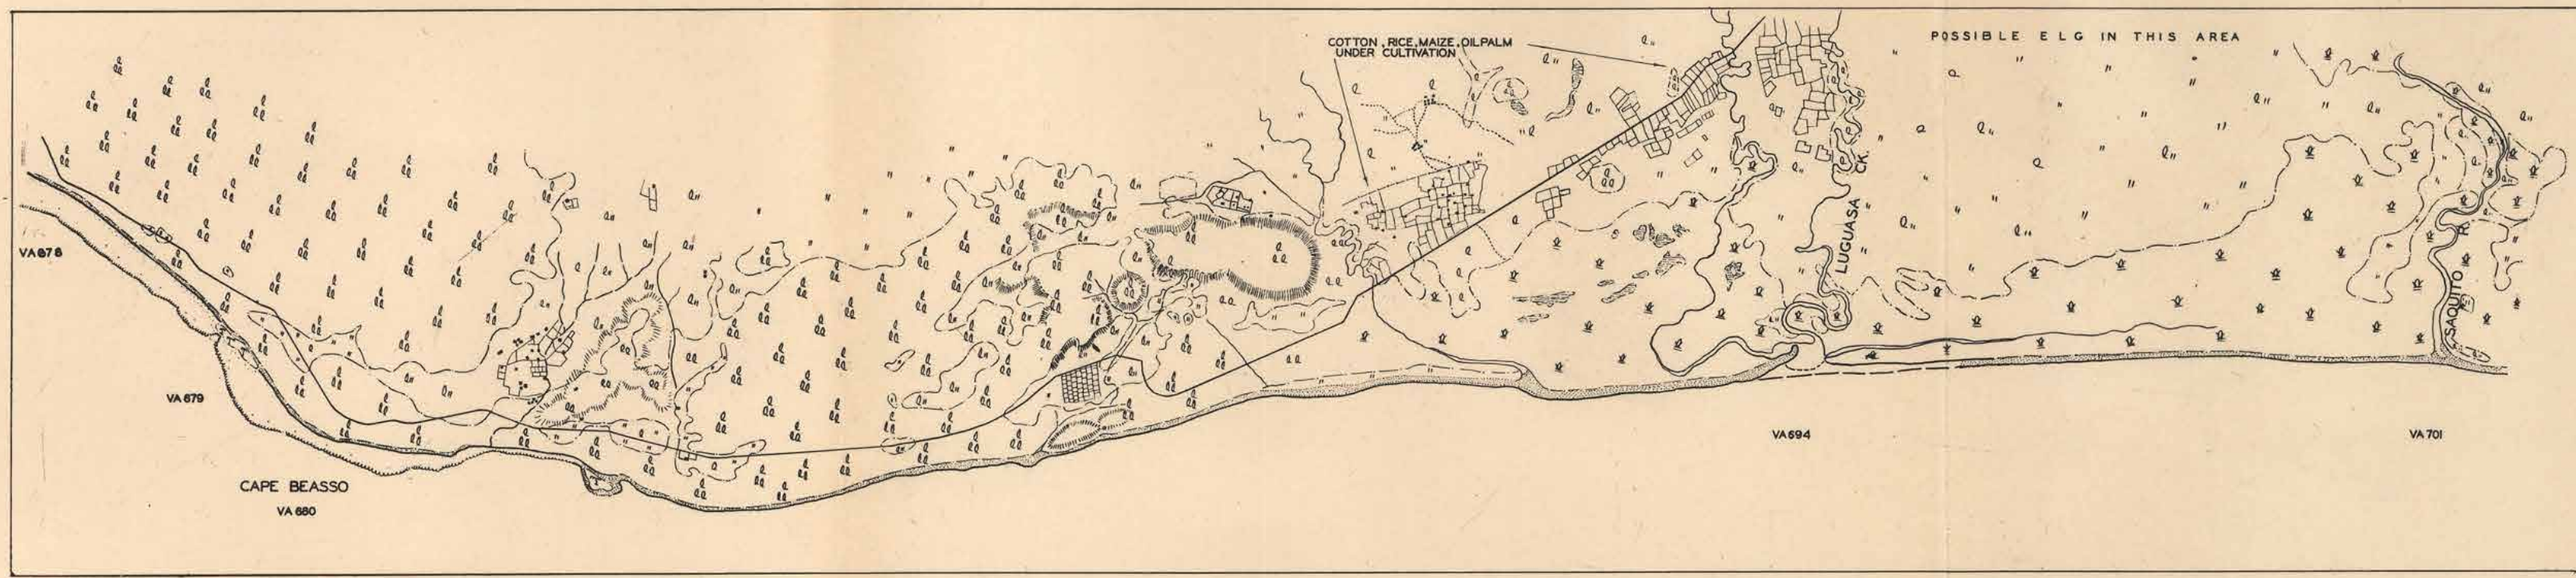 COTTON, RICE, MAIZE, OILPALM
UNDER CULTIVATION
POSSIBLE ELG IN THIS AREA
LUGUASA CK.
SAQUITO R.
VA 678
VA 679
CAPE BEASSO
VA 680
VA 694
VA 701